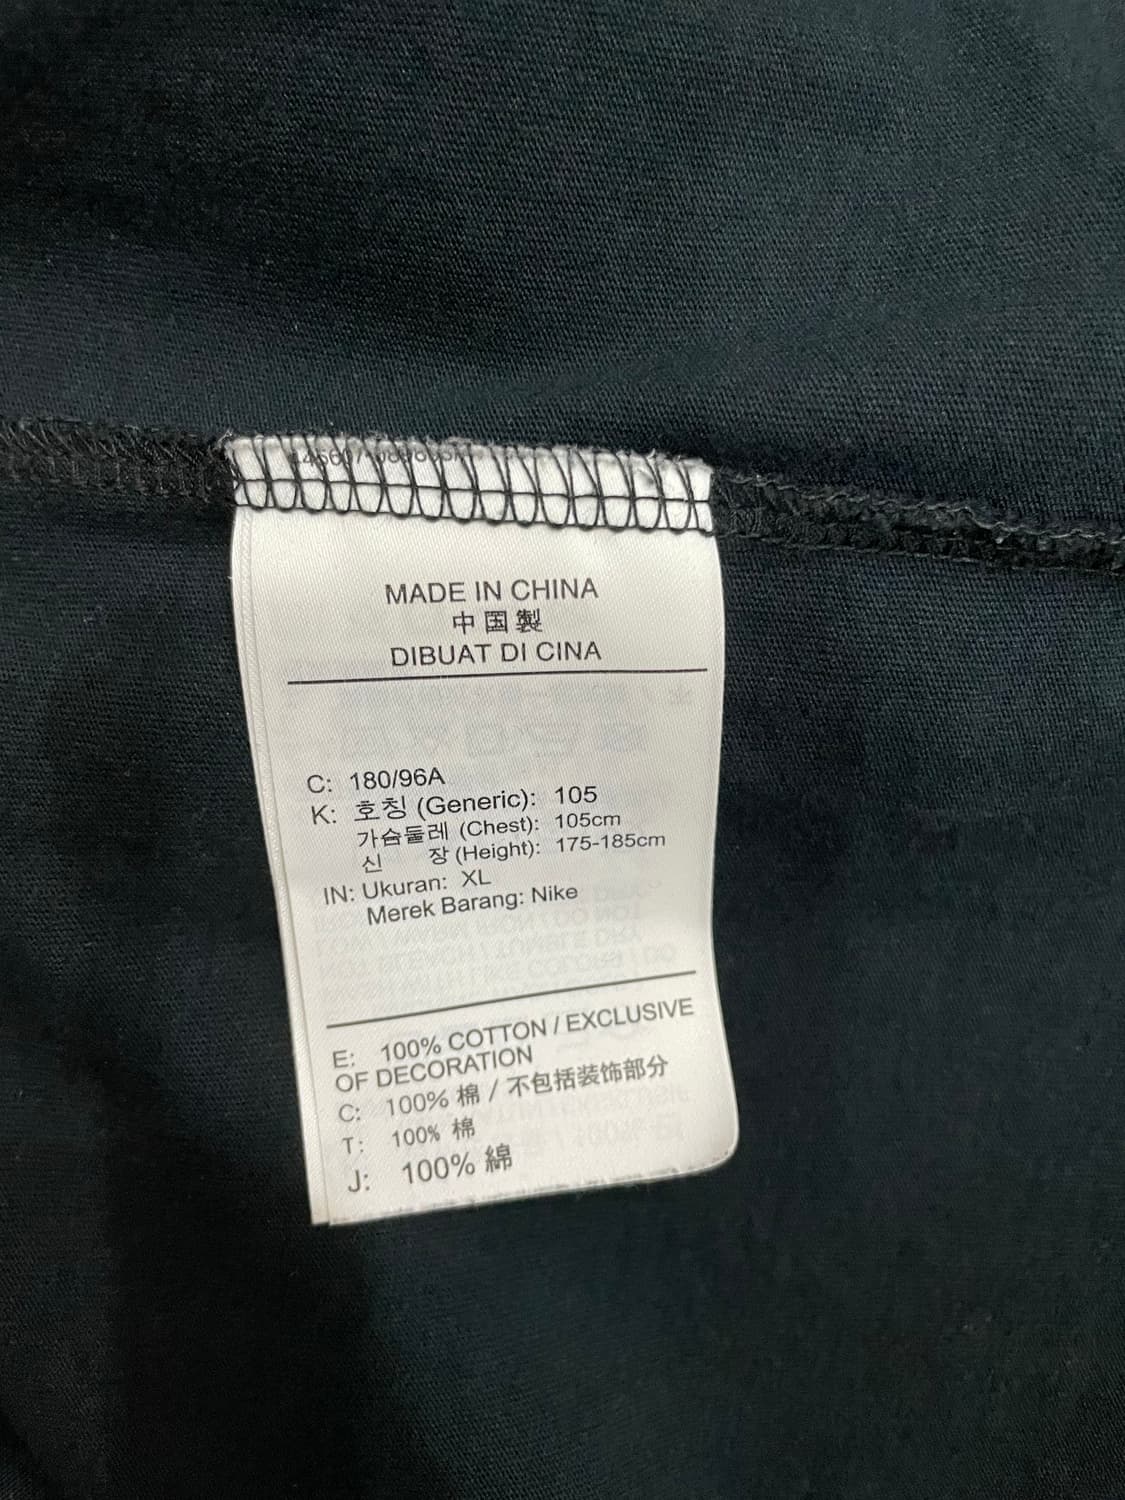 MADE IN CHINA
中国製
DIBUAT DI CINA
C: 180/96A
K: 호칭 (Generic): 105
가슴둘레 (Chest): 105cm
신 장 (Height): 175-185cm
IN: Ukuran: XL
Merek Barang: Nike
E: 100% COTTON / EXCLUSIVE
OF DECORATION
C: 100% 棉 / 不包括装饰部分
T: 100% 棉
J: 100% 綿